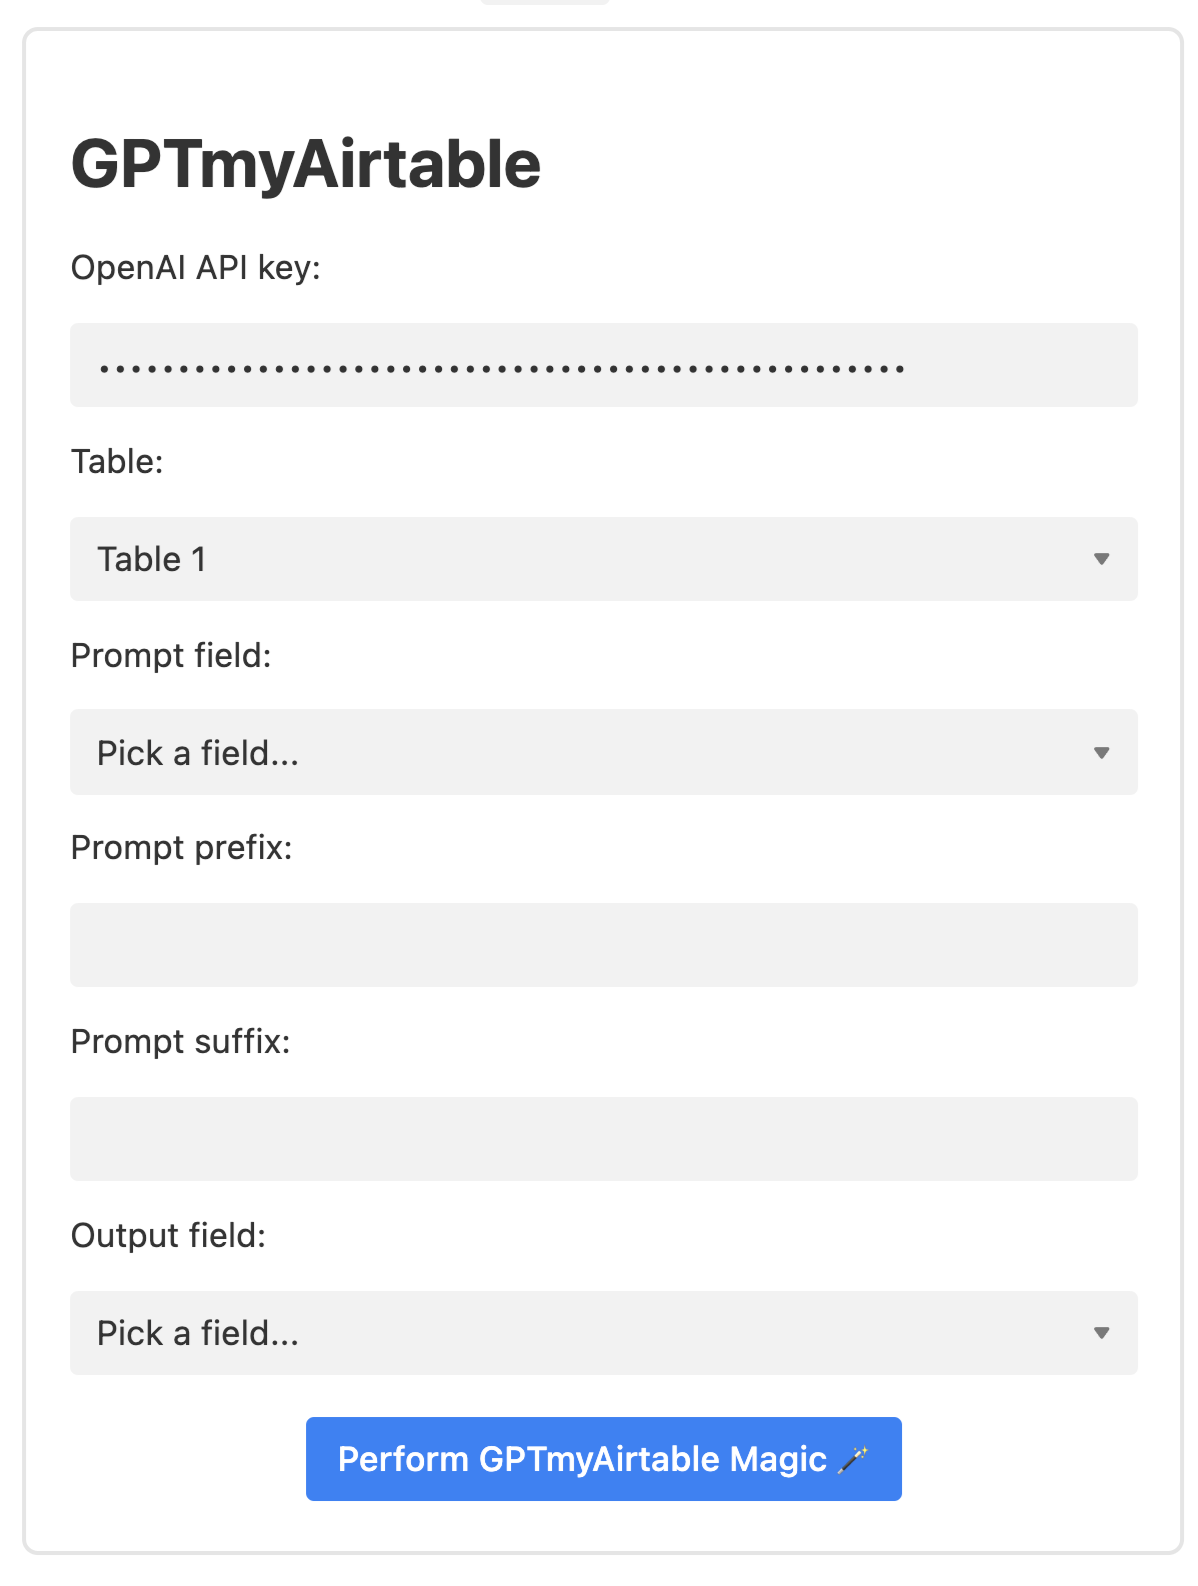 GPTmyAirtable
OpenAI API key:
•••••••••••••••••••••••••••••••••••••••••••••••••••
Table:
Table 1
Prompt field:
Pick a field...
Prompt prefix:
Prompt suffix:
Output field:
Pick a field...
Perform GPTmyAirtable Magic 🪄